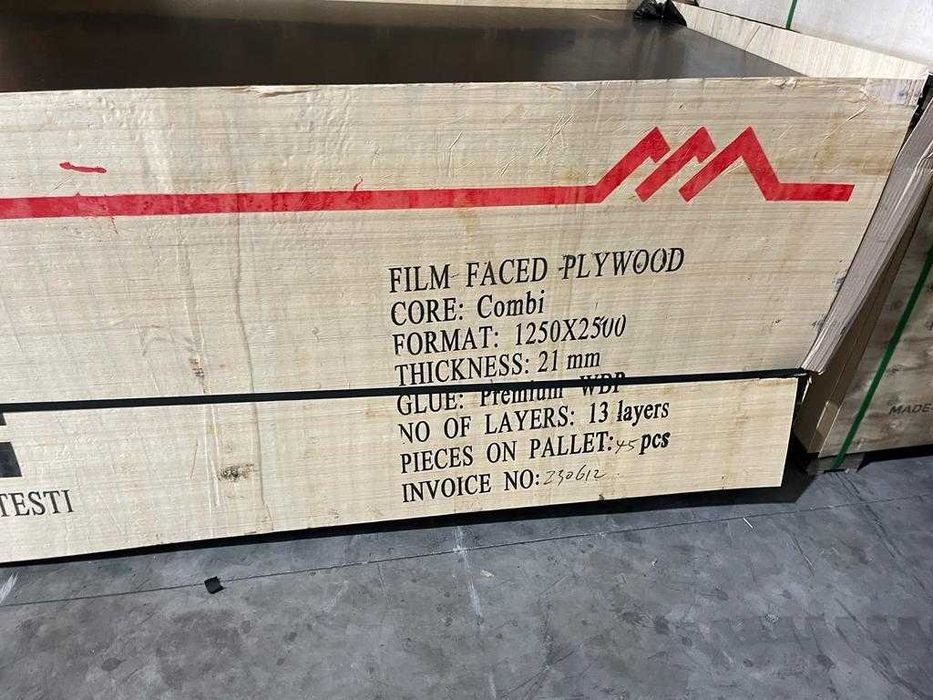 FILM FACED PLYWOOD
CORE: Combi
FORMAT: 1250X2500
THICKNESS: 21 mm
GLUE: Premium WBP
NO OF LAYERS: 13 layers
PIECES ON PALLET: 45 pcs
INVOICE NO: 230612
TESTI
MADE